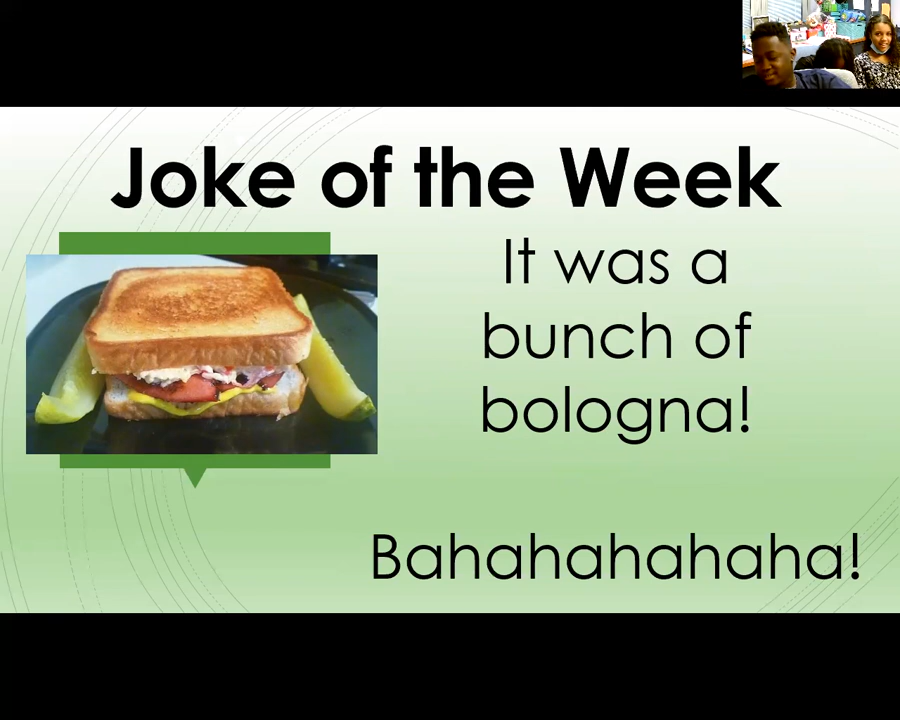 Joke of the Week
It was a
bunch of
bologna!
Bahahahahaha!